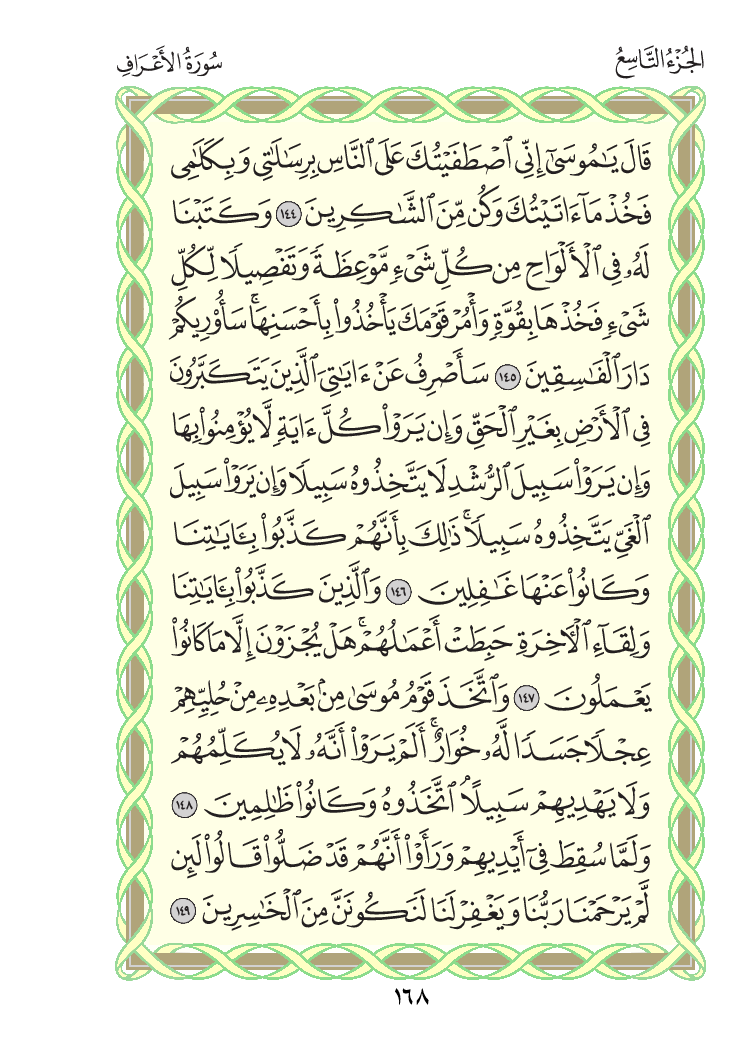 الجُزْءُ التَّاسِعُ
سُورَةُ الأَعْرَافِ
قَالَ يَٰمُوسَىٰٓ إِنِّي ٱصۡطَفَيۡتُكَ عَلَى ٱلنَّاسِ بِرِسَٰلَٰتِي وَبِكَلَٰمِي
فَخُذۡ مَآ ءَاتَيۡتُكَ وَكُن مِّنَ ٱلشَّٰكِرِينَ ١٤٤ وَكَتَبۡنَا
لَهُۥ فِي ٱلۡأَلۡوَاحِ مِن كُلِّ شَيۡءٖ مَّوۡعِظَةٗ وَتَفۡصِيلٗا لِّكُلِّ
شَيۡءٖ فَخُذۡهَا بِقُوَّةٖ وَأۡمُرۡ قَوۡمَكَ يَأۡخُذُواْ بِأَحۡسَنِهَاۚ سَأُوْرِيكُمۡ
دَارَ ٱلۡفَٰسِقِينَ ١٤٥ سَأَصۡرِفُ عَنۡ ءَايَٰتِيَ ٱلَّذِينَ يَتَكَبَّرُونَ
فِي ٱلۡأَرۡضِ بِغَيۡرِ ٱلۡحَقِّ وَإِن يَرَوۡاْ كُلَّ ءَايَةٖ لَّا يُؤۡمِنُواْ بِهَا
وَإِن يَرَوۡاْ سَبِيلَ ٱلرُّشۡدِ لَا يَتَّخِذُوهُ سَبِيلٗا وَإِن يَرَوۡاْ سَبِيلَ
ٱلۡغَيِّ يَتَّخِذُوهُ سَبِيلٗاۚ ذَٰلِكَ بِأَنَّهُمۡ كَذَّبُواْ بِـَٔايَٰتِنَا
وَكَانُواْ عَنۡهَا غَٰفِلِينَ ١٤٦ وَٱلَّذِينَ كَذَّبُواْ بِـَٔايَٰتِنَا
وَلِقَآءِ ٱلۡأٓخِرَةِ حَبِطَتۡ أَعۡمَٰلُهُمۡۚ هَلۡ يُجۡزَوۡنَ إِلَّا مَا كَانُواْ
يَعۡمَلُونَ ١٤٧ وَٱتَّخَذَ قَوۡمُ مُوسَىٰ مِنۢ بَعۡدِهِۦ مِنۡ حُلِيِّهِمۡ
عِجۡلٗا جَسَدٗا لَّهُۥ خُوَارٌۚ أَلَمۡ يَرَوۡاْ أَنَّهُۥ لَا يُكَلِّمُهُمۡ
وَلَا يَهۡدِيهِمۡ سَبِيلًاۘ ٱتَّخَذُوهُ وَكَانُواْ ظَٰلِمِينَ ١٤٨
وَلَمَّا سُقِطَ فِيٓ أَيۡدِيهِمۡ وَرَأَوۡاْ أَنَّهُمۡ قَدۡ ضَلُّواْ قَالُواْ لَئِن
لَّمۡ يَرۡحَمۡنَا رَبُّنَا وَيَغۡفِرۡ لَنَا لَنَكُونَنَّ مِنَ ٱلۡخَٰسِرِينَ ١٤٩
١٦٨